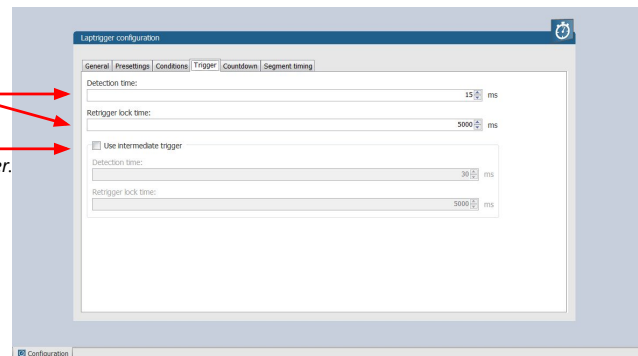 Laptrigger configuration
General Presettings Conditions Trigger Countdown Segment timing
Detection time:
15 ms
Retrigger lock time:
5000 ms
Use intermediate trigger
er.
Detection time:
30 ms
Retrigger lock time:
5000 ms
Configuration